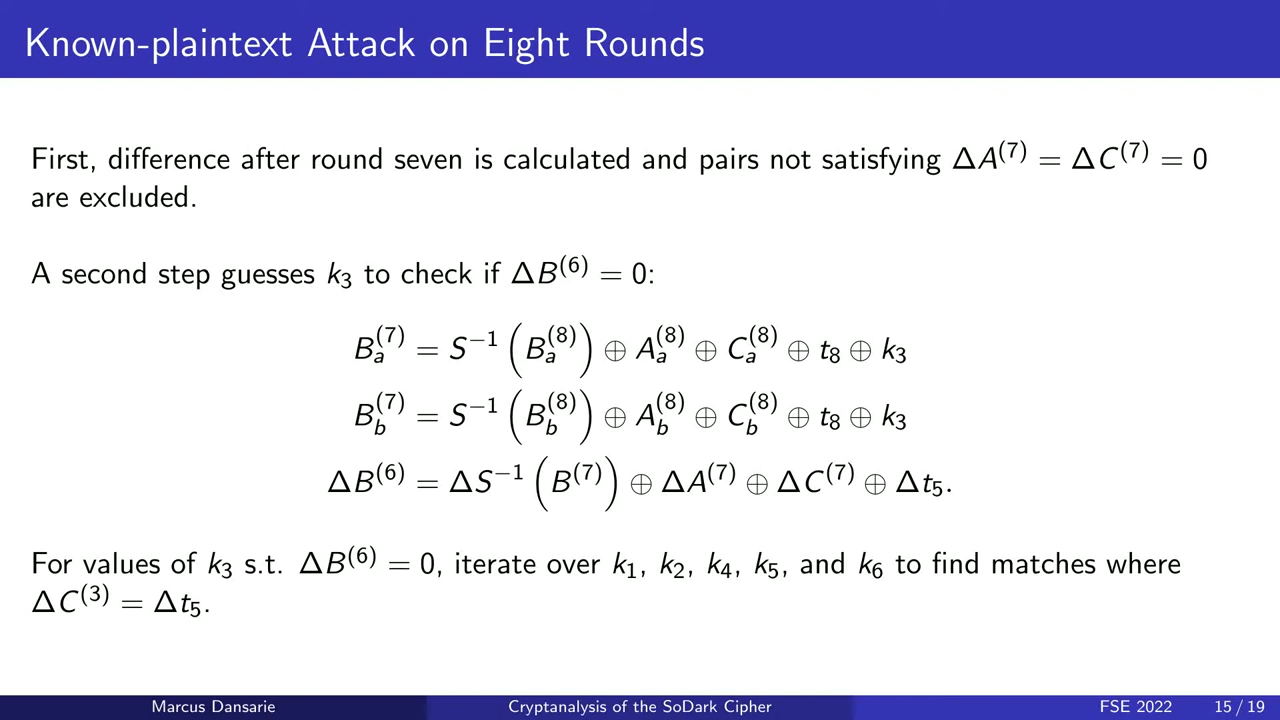 Known-plaintext Attack on Eight Rounds
First, difference after round seven is calculated and pairs not satisfying ΔA⁽⁷⁾ = ΔC⁽⁷⁾ = 0
are excluded.
A second step guesses k₃ to check if ΔB⁽⁶⁾ = 0:
B_a^(7) = S⁻¹ (B_a^(8)) ⊕ A_a^(8) ⊕ C_a^(8) ⊕ t₈ ⊕ k₃
B_b^(7) = S⁻¹ (B_b^(8)) ⊕ A_b^(8) ⊕ C_b^(8) ⊕ t₈ ⊕ k₃
ΔB⁽⁶⁾ = ΔS⁻¹ (B⁽⁷⁾) ⊕ ΔA⁽⁷⁾ ⊕ ΔC⁽⁷⁾ ⊕ Δt₅.
For values of k₃ s.t. ΔB⁽⁶⁾ = 0, iterate over k₁, k₂, k₄, k₅, and k₆ to find matches where
ΔC⁽³⁾ = Δt₅.
Marcus Dansarie Cryptanalysis of the SoDark Cipher FSE 2022 15 / 19